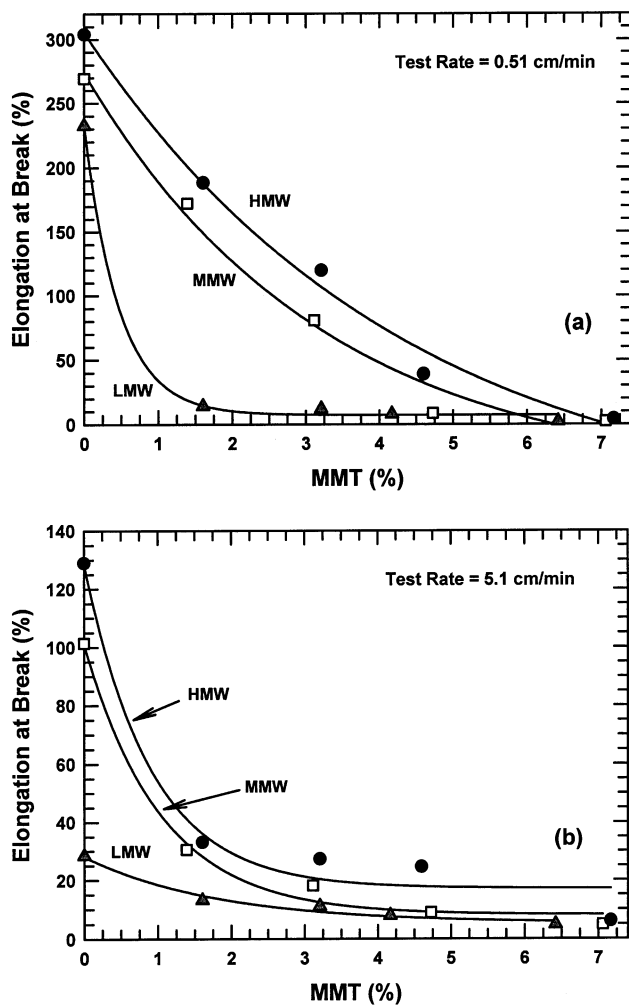 Test Rate = 0.51 cm/min
Elongation at Break (%)
300
250
200
150
100
50
0
HMW
MMW
LMW
(a)
0 1 2 3 4 5 6 7
MMT (%)
Test Rate = 5.1 cm/min
Elongation at Break (%)
140
120
100
80
60
40
20
0
HMW
MMW
LMW
(b)
0 1 2 3 4 5 6 7
MMT (%)